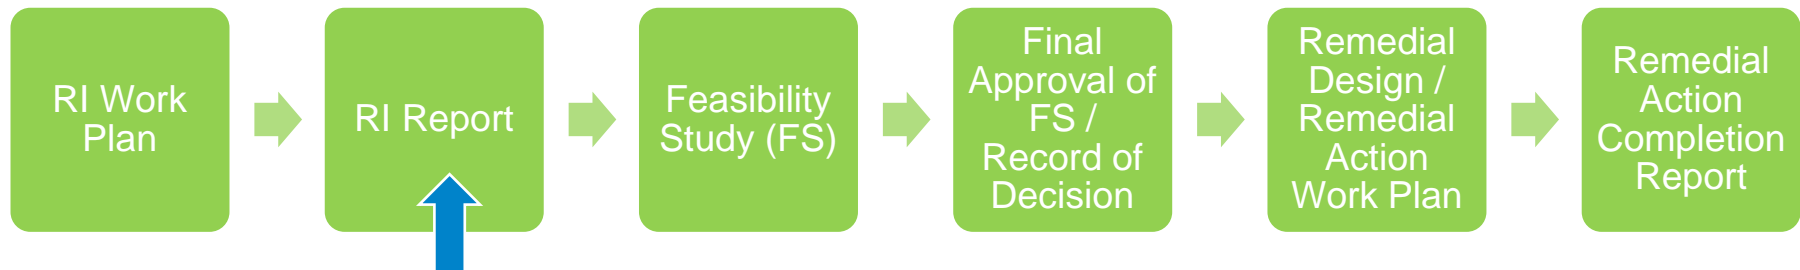 RI Work
Plan
RI Report
Feasibility
Study (FS)
Final
Approval of
FS /
Record of
Decision
Remedial
Design /
Remedial
Action
Work Plan
Remedial
Action
Completion
Report